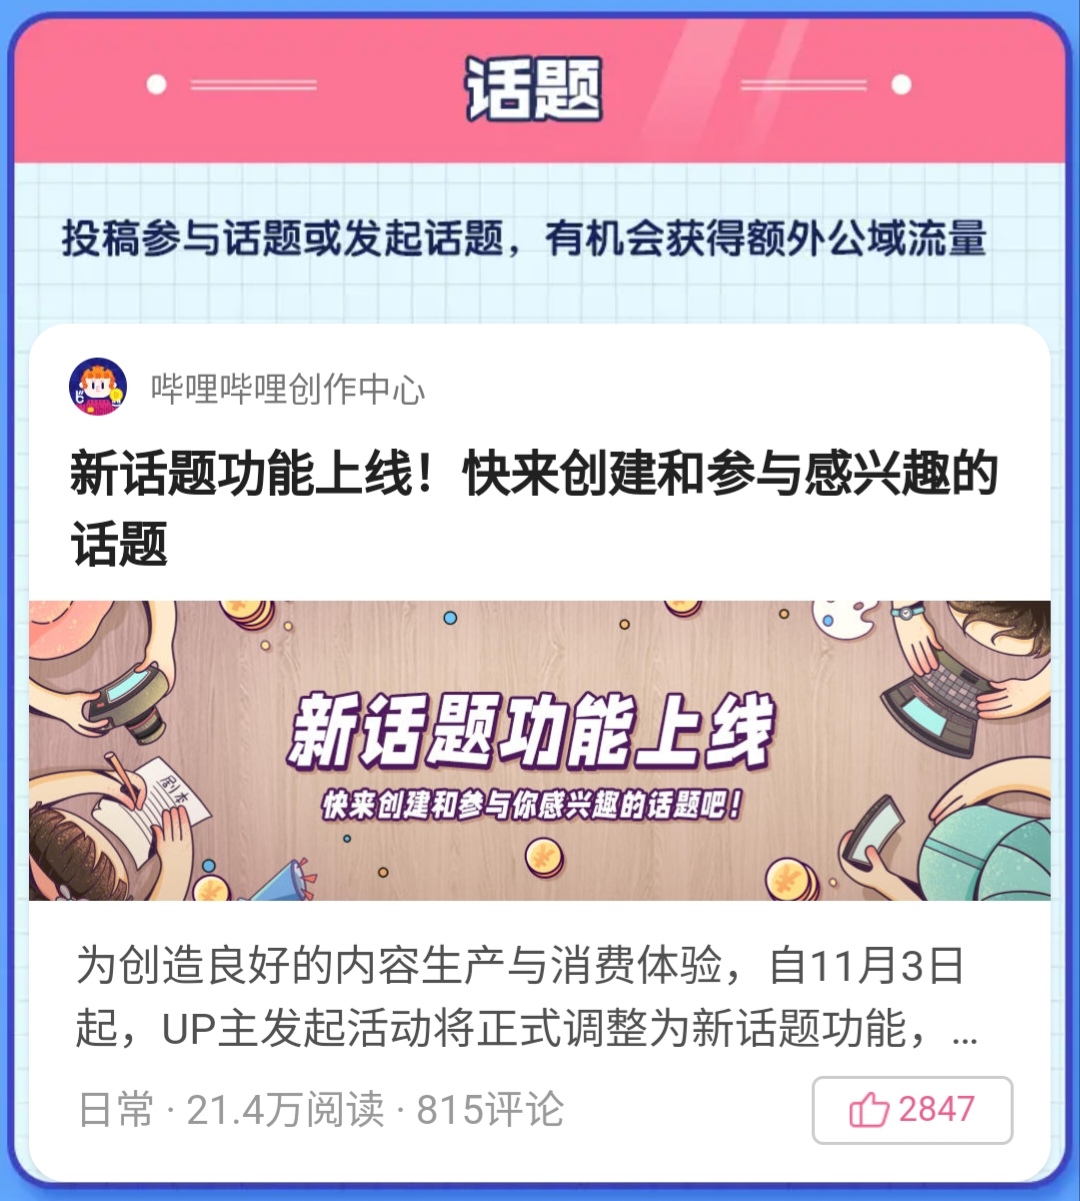 话题
投稿参与话题或发起话题，有机会获得额外公域流量
哔哩哔哩创作中心
新话题功能上线！快来创建和参与感兴趣的
话题
新话题功能上线
快来创建和参与你感兴趣的话题吧！
剧本
为创造良好的内容生产与消费体验，自11月3日
起，UP主发起活动将正式调整为新话题功能，...
日常 · 21.4万阅读 · 815评论
2847